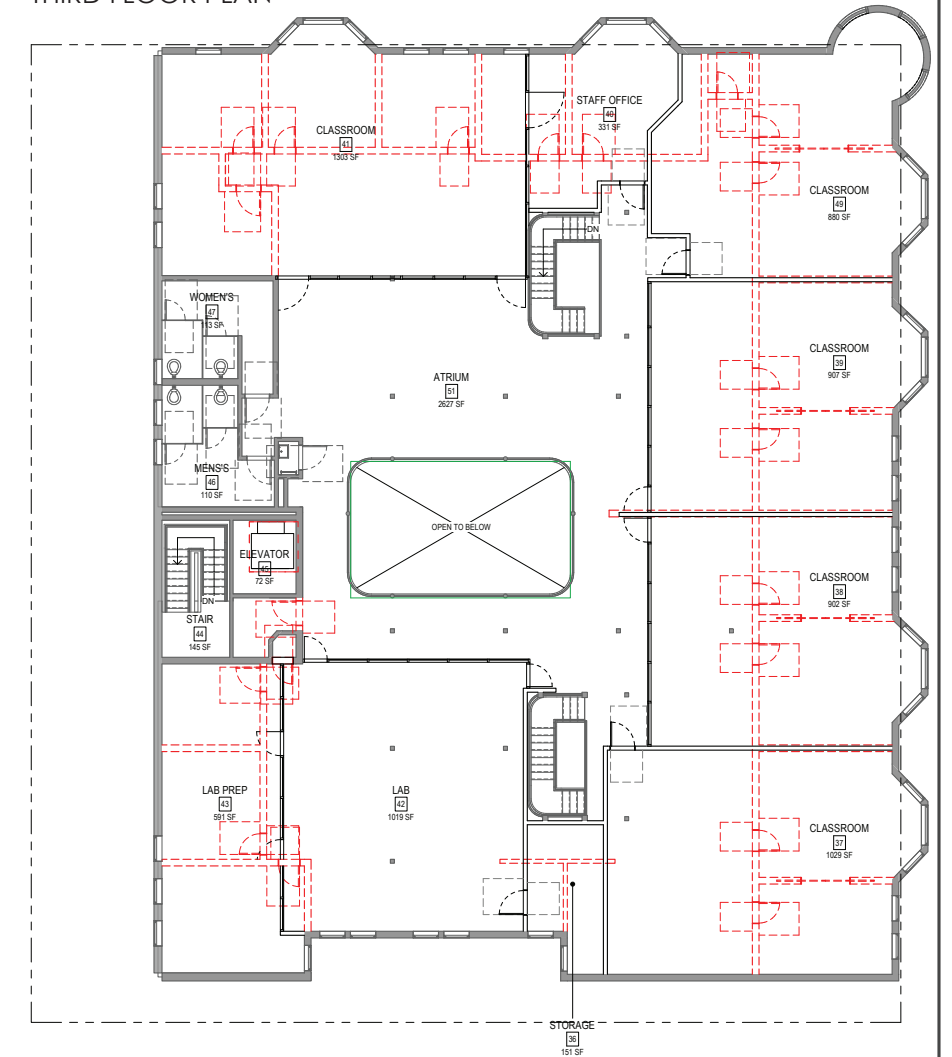 THIRD FLOOR PLAN
STAFF OFFICE
40
331 SF
CLASSROOM
41
1303 SF
CLASSROOM
49
880 SF
DN
WOMEN'S
47
113 SF
CLASSROOM
39
907 SF
ATRIUM
51
2627 SF
MENS'S
46
110 SF
OPEN TO BELOW
ELEVATOR
45
72 SF
CLASSROOM
38
902 SF
DN
STAIR
44
145 SF
LAB PREP
43
591 SF
LAB
42
1019 SF
CLASSROOM
37
1029 SF
STORAGE
36
151 SF